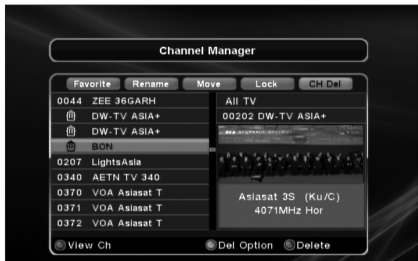 Channel Manager
Favorite Rename Move Lock CH Del
0044 ZEE 36GARH
DW-TV ASIA+
DW-TV ASIA+
BON
0207 LightsAsia
0340 AETN TV 340
0370 VOA Asiasat T
0371 VOA Asiasat T
0372 VOA Asiasat T
All TV
00202 DW-TV ASIA+
Asiasat 3S (Ku/C)
4071MHz Hor
View Ch Del Option Delete